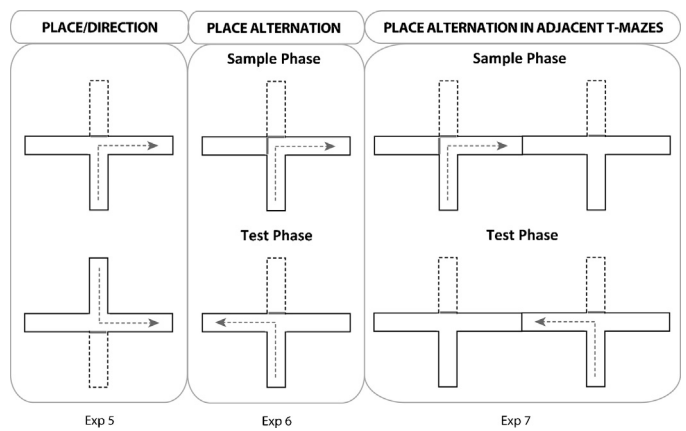 PLACE/DIRECTION
PLACE ALTERNATION
PLACE ALTERNATION IN ADJACENT T-MAZES
Sample Phase
Sample Phase
Test Phase
Test Phase
Exp 5
Exp 6
Exp 7